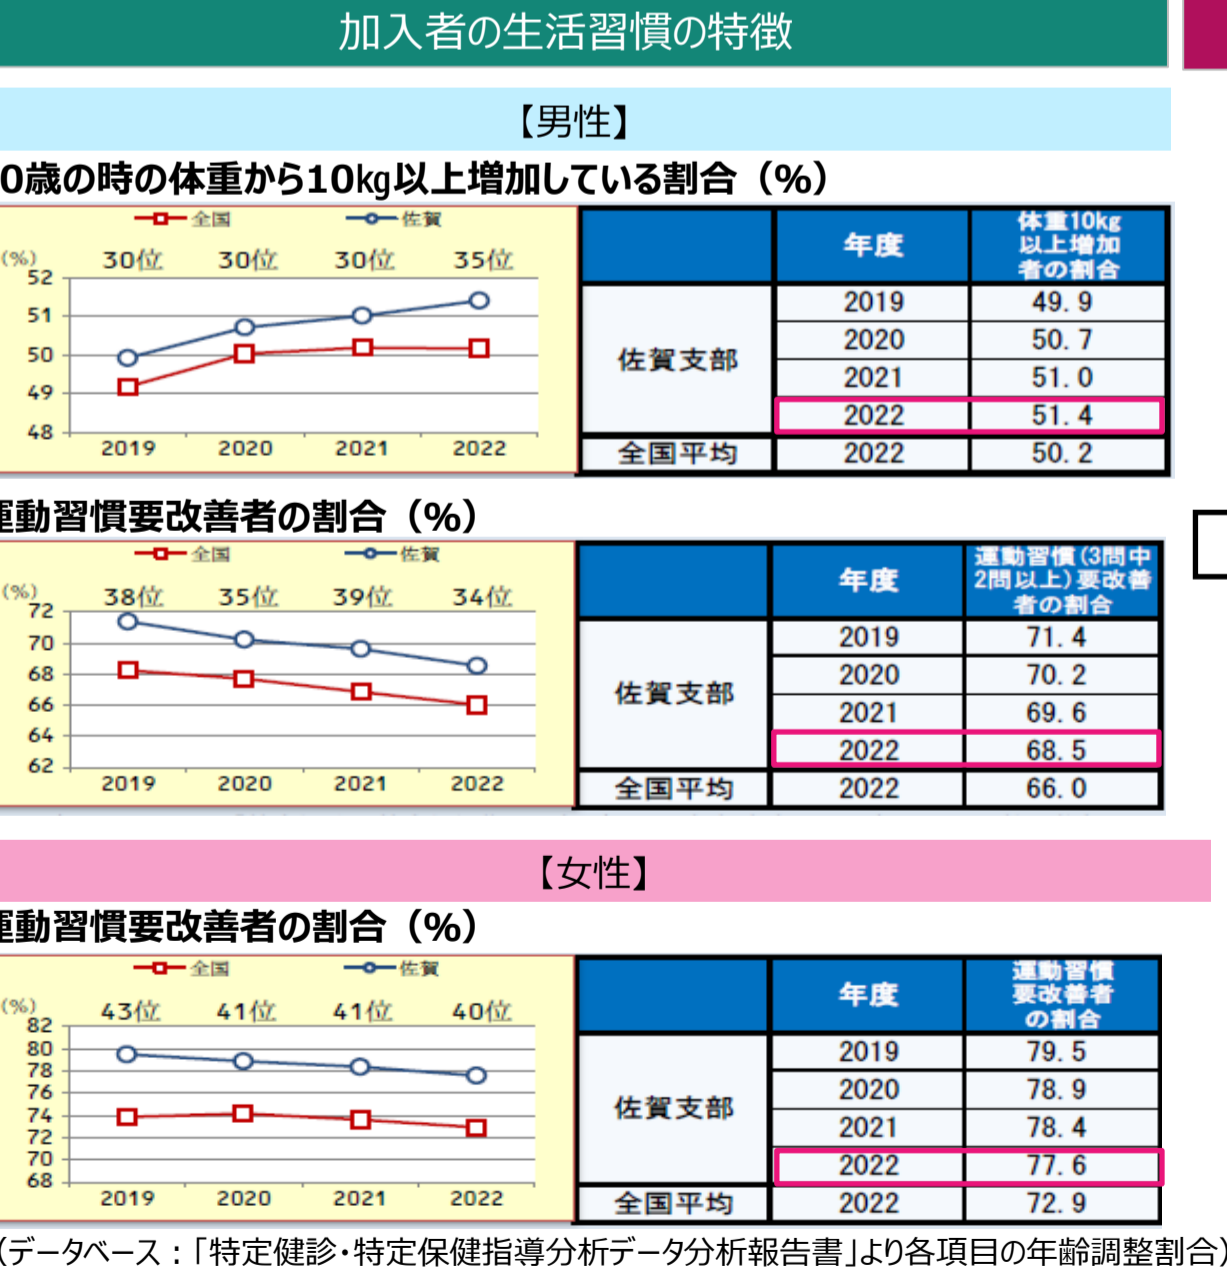 加入者の生活習慣の特徴
【男性】
0歳の時の体重から10kg以上増加している割合（%）
全国 佐賀
(%) 30位 30位 30位 35位
52
51
50
49
48
2019 2020 2021 2022
年度 体重10kg以上増加者の割合
佐賀支部
2019 49.9
2020 50.7
2021 51.0
2022 51.4
全国平均 2022 50.2
運動習慣要改善者の割合（%）
全国 佐賀
(%) 38位 35位 39位 34位
72
70
68
66
64
62
2019 2020 2021 2022
年度 運動習慣(3問中2問以上)要改善者の割合
佐賀支部
2019 71.4
2020 70.2
2021 69.6
2022 68.5
全国平均 2022 66.0
【女性】
運動習慣要改善者の割合（%）
全国 佐賀
(%) 43位 41位 41位 40位
82
80
78
76
74
72
70
68
2019 2020 2021 2022
年度 運動習慣要改善者の割合
佐賀支部
2019 79.5
2020 78.9
2021 78.4
2022 77.6
全国平均 2022 72.9
（データベース：「特定健診・特定保健指導分析データ分析報告書」より各項目の年齢調整割合）